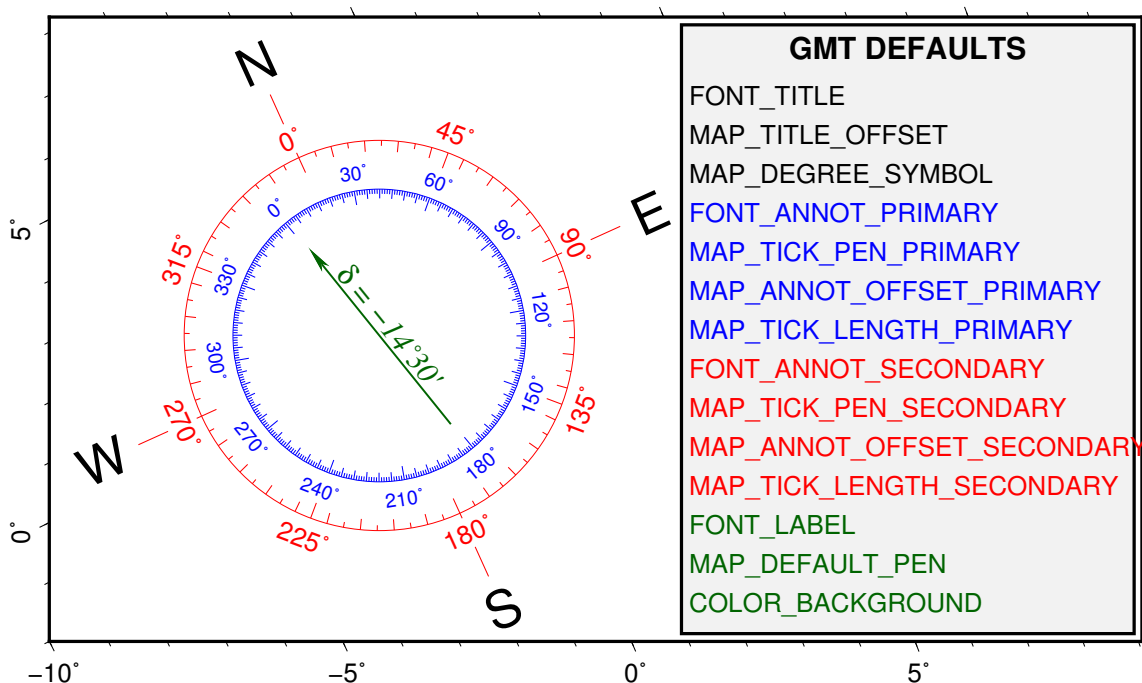 GMT DEFAULTS
FONT_TITLE
MAP_TITLE_OFFSET
MAP_DEGREE_SYMBOL
FONT_ANNOT_PRIMARY
MAP_TICK_PEN_PRIMARY
MAP_ANNOT_OFFSET_PRIMARY
MAP_TICK_LENGTH_PRIMARY
FONT_ANNOT_SECONDARY
MAP_TICK_PEN_SECONDARY
MAP_ANNOT_OFFSET_SECONDARY
MAP_TICK_LENGTH_SECONDARY
FONT_LABEL
MAP_DEFAULT_PEN
COLOR_BACKGROUND
N
E
S
W
0°
45°
90°
135°
180°
225°
270°
315°
0°
30°
60°
90°
120°
150°
180°
210°
240°
270°
300°
330°
δ = −14°30′
5°
0°
−10°
−5°
0°
5°